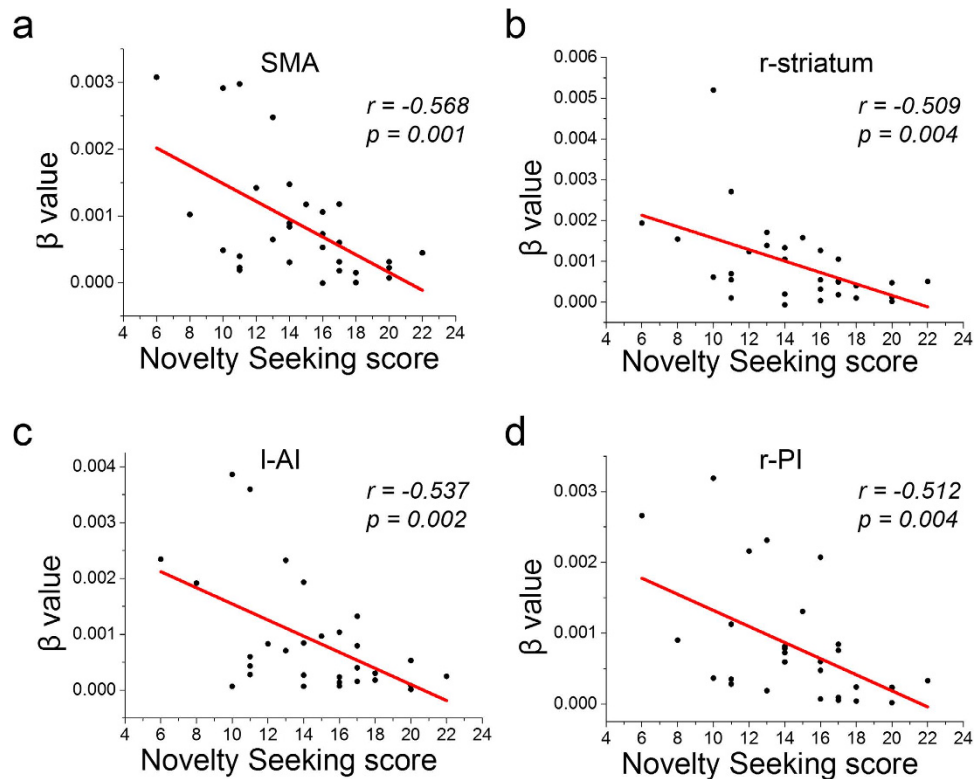 a
SMA
r = -0.568
p = 0.001
0.003
0.002
0.001
0.000
β value
4 6 8 10 12 14 16 18 20 22 24
Novelty Seeking score
b
r-striatum
r = -0.509
p = 0.004
0.006
0.005
0.004
0.003
0.002
0.001
0.000
β value
4 6 8 10 12 14 16 18 20 22 24
Novelty Seeking score
c
l-AI
r = -0.537
p = 0.002
0.004
0.003
0.002
0.001
0.000
β value
4 6 8 10 12 14 16 18 20 22 24
Novelty Seeking score
d
r-PI
r = -0.512
p = 0.004
0.003
0.002
0.001
0.000
β value
4 6 8 10 12 14 16 18 20 22 24
Novelty Seeking score